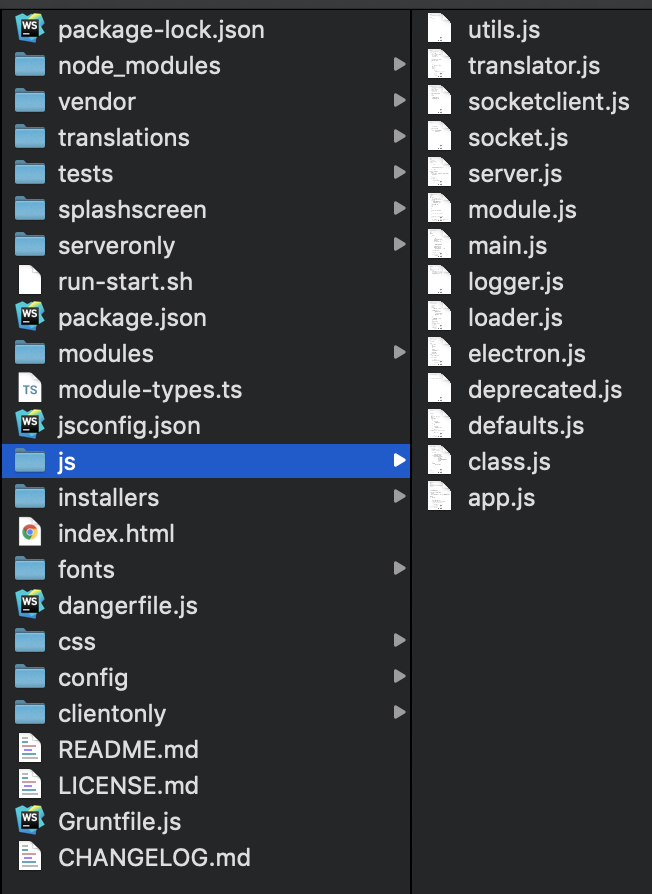 package-lock.json
node_modules
vendor
translations
tests
splashscreen
serveronly
run-start.sh
package.json
modules
module-types.ts
jsconfig.json
js
installers
index.html
fonts
dangerfile.js
css
config
clientonly
README.md
LICENSE.md
Gruntfile.js
CHANGELOG.md
utils.js
translator.js
socketclient.js
socket.js
server.js
module.js
main.js
logger.js
loader.js
electron.js
deprecated.js
defaults.js
class.js
app.js